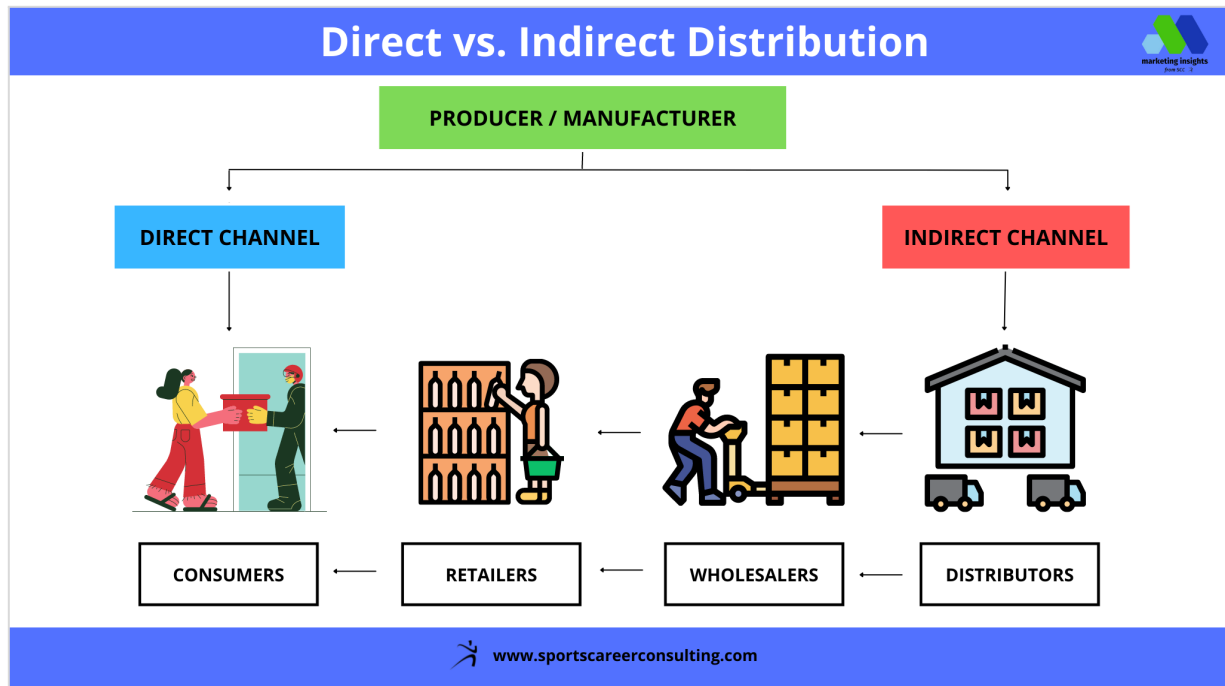 Direct vs. Indirect Distribution
marketing insights
PRODUCER / MANUFACTURER
DIRECT CHANNEL
INDIRECT CHANNEL
CONSUMERS
RETAILERS
WHOLESALERS
DISTRIBUTORS
www.sportscareerconsulting.com